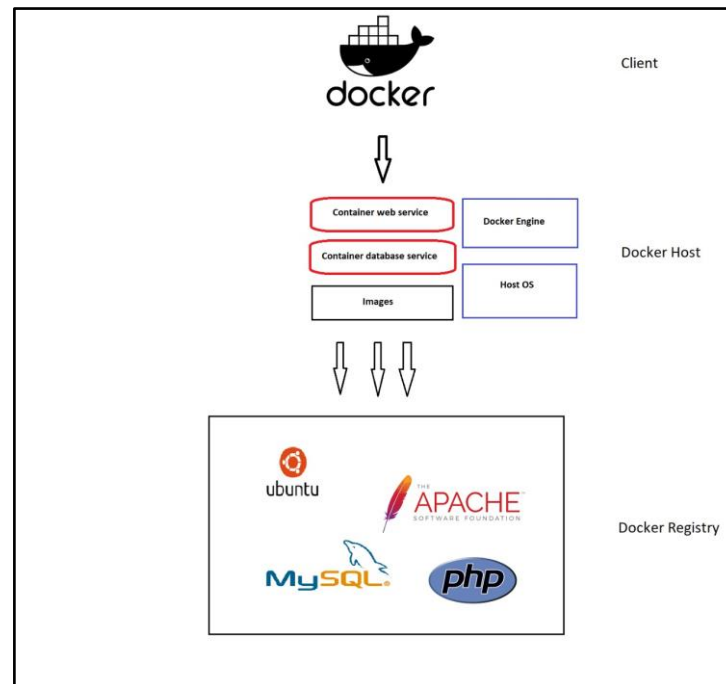 docker
Client
Container web service
Docker Engine
Container database service
Docker Host
Host OS
Images
ubuntu
THE
APACHE™
SOFTWARE FOUNDATION
Docker Registry
MySQL®
php